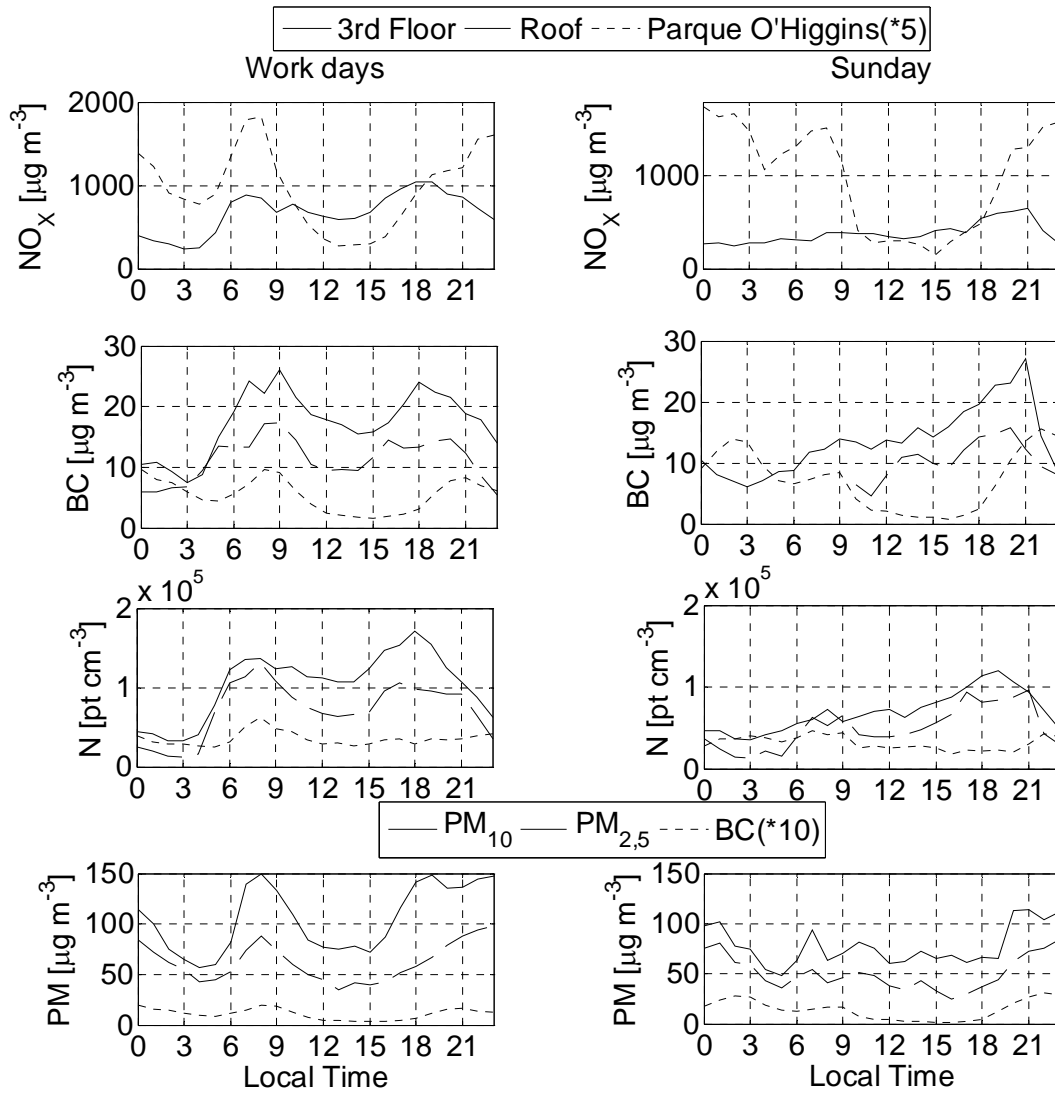 3rd Floor Roof Parque O'Higgins(*5)
Work days Sunday
2000
1000
0
NOX [µg m-3]
0 3 6 9 12 15 18 21
1000
0
NOX [µg m-3]
0 3 6 9 12 15 18 21
30
20
10
0
BC [µg m-3]
0 3 6 9 12 15 18 21
30
20
10
0
BC [µg m-3]
0 3 6 9 12 15 18 21
x 10^5
2
1
0
N [pt cm-3]
0 3 6 9 12 15 18 21
x 10^5
2
1
0
N [pt cm-3]
0 3 6 9 12 15 18 21
PM10 PM2,5 BC(*10)
150
100
50
0
PM [µg m-3]
0 3 6 9 12 15 18 21
Local Time
150
100
50
0
PM [µg m-3]
0 3 6 9 12 15 18 21
Local Time